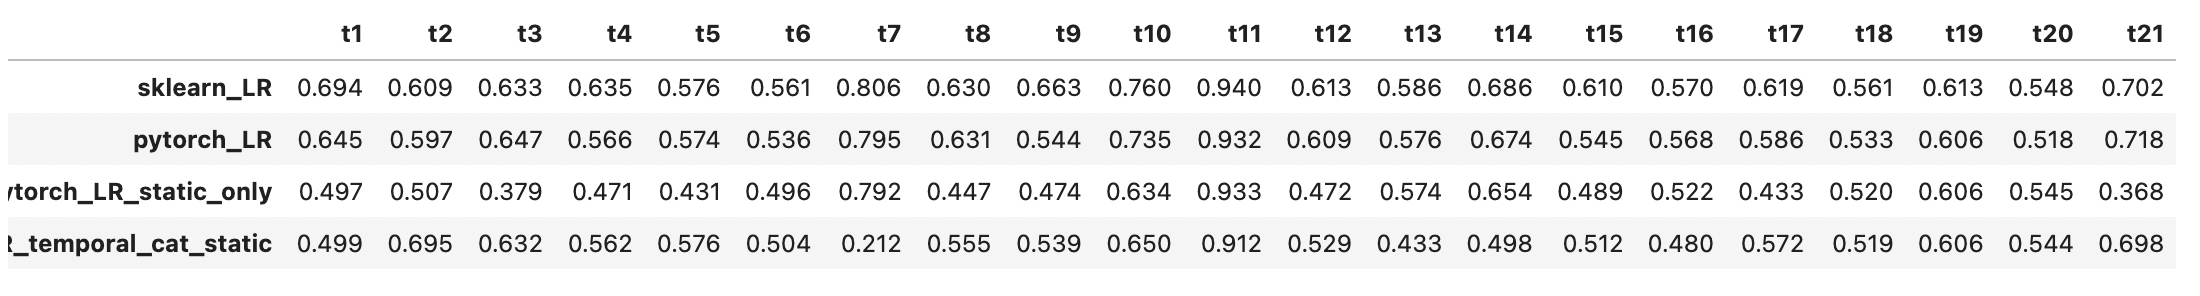 t1 t2 t3 t4 t5 t6 t7 t8 t9 t10 t11 t12 t13 t14 t15 t16 t17 t18 t19 t20 t21
sklearn_LR 0.694 0.609 0.633 0.635 0.576 0.561 0.806 0.630 0.663 0.760 0.940 0.613 0.586 0.686 0.610 0.570 0.619 0.561 0.613 0.548 0.702
pytorch_LR 0.645 0.597 0.647 0.566 0.574 0.536 0.795 0.631 0.544 0.735 0.932 0.609 0.576 0.674 0.545 0.568 0.586 0.533 0.606 0.518 0.718
ytorch_LR_static_only 0.497 0.507 0.379 0.471 0.431 0.496 0.792 0.447 0.474 0.634 0.933 0.472 0.574 0.654 0.489 0.522 0.433 0.520 0.606 0.545 0.368
R_temporal_cat_static 0.499 0.695 0.632 0.562 0.576 0.504 0.212 0.555 0.539 0.650 0.912 0.529 0.433 0.498 0.512 0.480 0.572 0.519 0.606 0.544 0.698